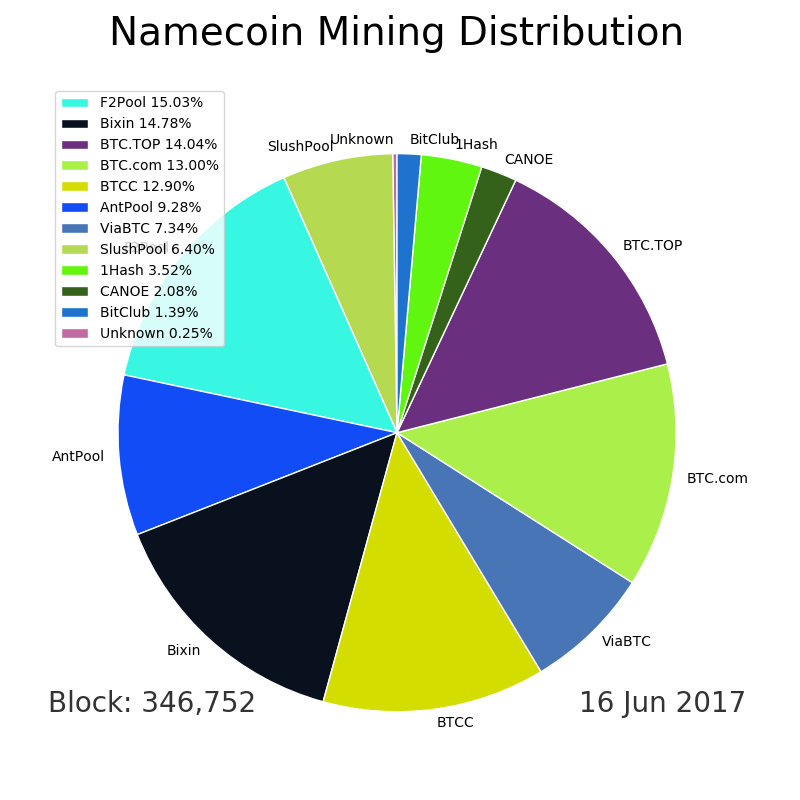 Namecoin Mining Distribution
F2Pool 15.03%
Bixin 14.78%
BTC.TOP 14.04%
BTC.com 13.00%
BTCC 12.90%
AntPool 9.28%
ViaBTC 7.34%
SlushPool 6.40%
1Hash 3.52%
CANOE 2.08%
BitClub 1.39%
Unknown 0.25%
SlushPool
Unknown
BitClub
1Hash
CANOE
BTC.TOP
BTC.com
ViaBTC
BTCC
Bixin
AntPool
Block: 346,752
16 Jun 2017